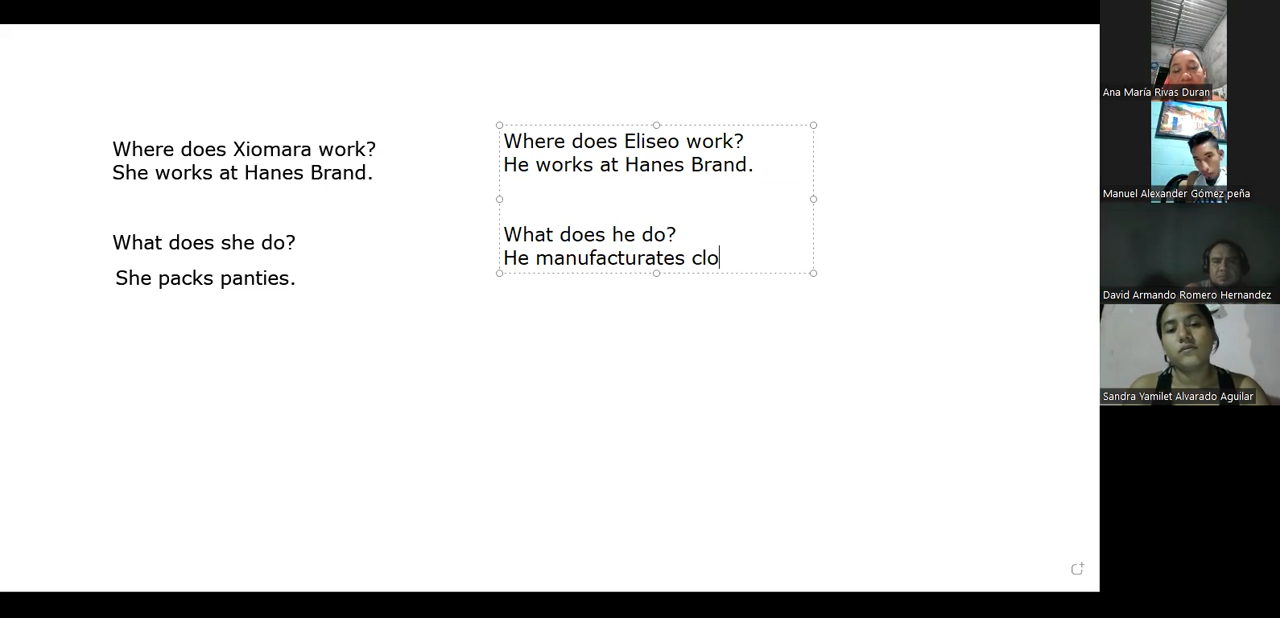 Where does Xiomara work?
She works at Hanes Brand.
What does she do?
She packs panties.
Where does Eliseo work?
He works at Hanes Brand.
What does he do?
He manufacturates clo
Ana María Rivas Duran
Manuel Alexander Gómez peña
David Armando Romero Hernandez
Sandra Yamilet Alvarado Aguilar